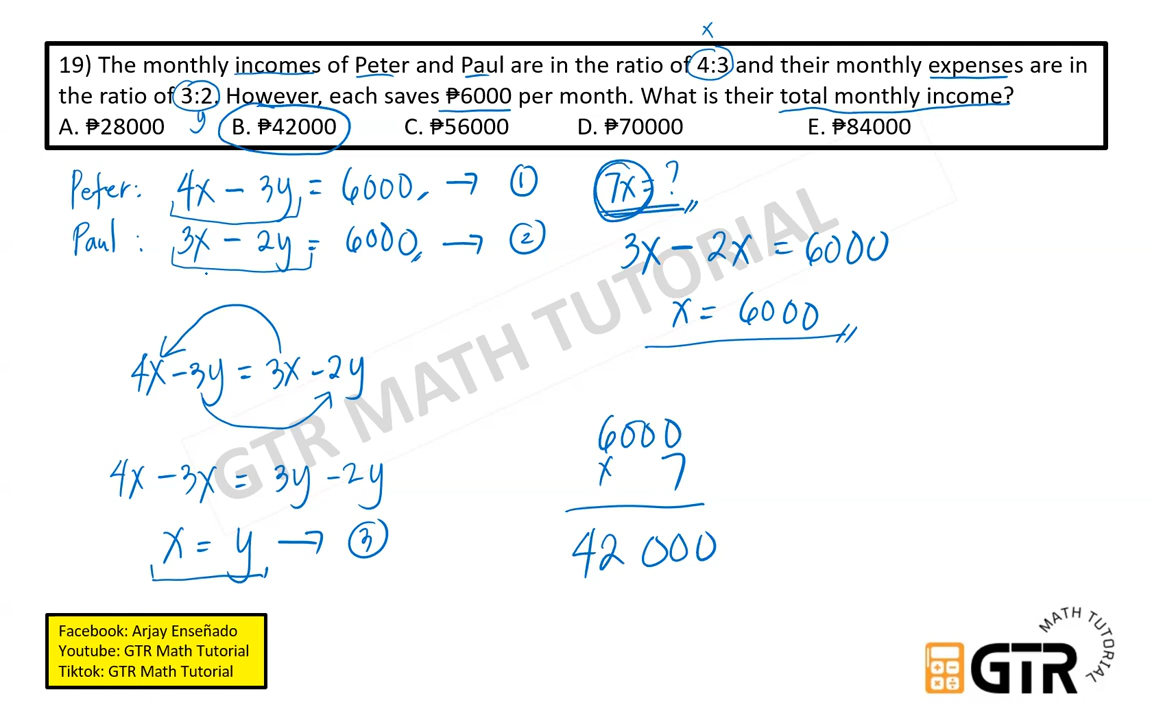 x
19) The monthly incomes of Peter and Paul are in the ratio of 4:3 and their monthly expenses are in
the ratio of 3:2. However, each saves ₱6000 per month. What is their total monthly income?
y
A. ₱28000 B. ₱42000 C. ₱56000 D. ₱70000 E. ₱84000
Peter: 4x - 3y = 6000 → ①
Paul: 3x - 2y = 6000 → ②
7x = ?
3x - 2x = 6000
x = 6000
4x - 3y = 3x - 2y
4x - 3x = 3y - 2y
x = y → ③
6000
x 7
42 000
GTR MATH TUTORIAL
Facebook: Arjay Enseñado
Youtube: GTR Math Tutorial
Tiktok: GTR Math Tutorial
GTR
MATH TUTORIAL